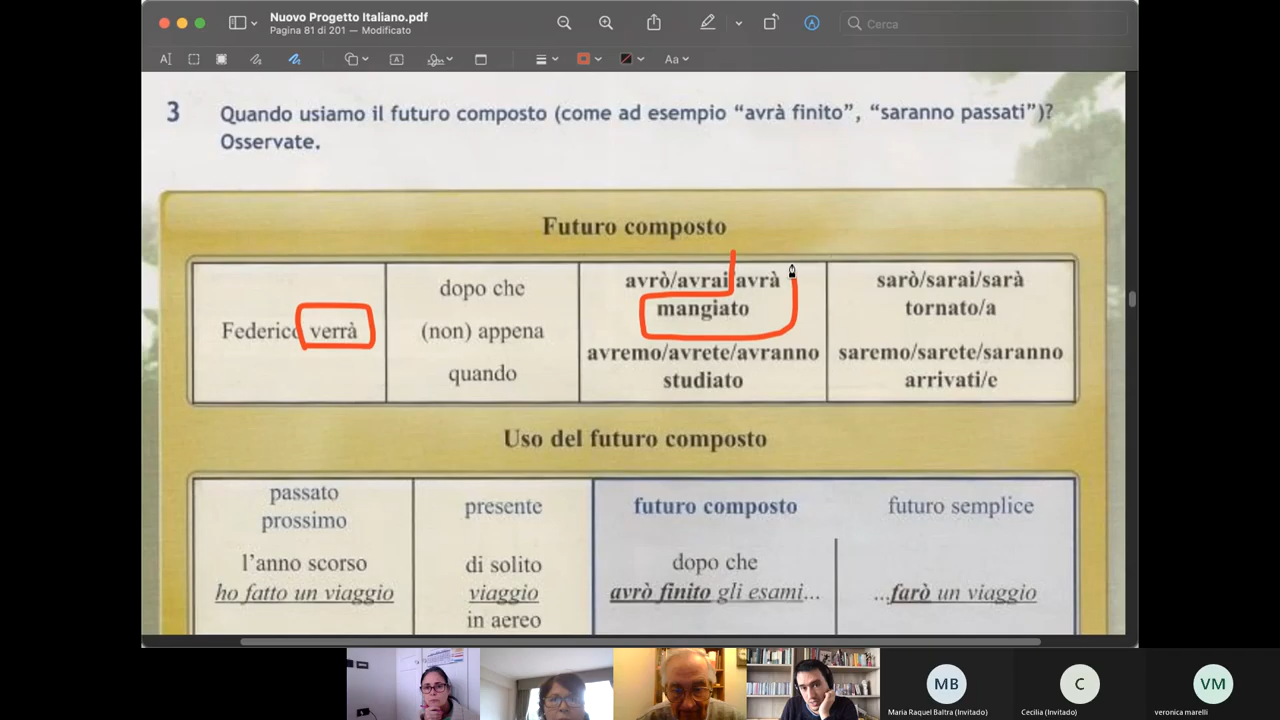 Nuovo Progetto Italiano.pdf
Pagina 81 di 201 — Modificato
Cerca
Aa
3 Quando usiamo il futuro composto (come ad esempio “avrà finito”, “saranno passati”)?
Osservate.
Futuro composto
Federico verrà
dopo che
(non) appena
quando
avrò/avrai/avrà
mangiato
avremo/avrete/avranno
studiato
sarò/sarai/sarà
tornato/a
saremo/sarete/saranno
arrivati/e
Uso del futuro composto
passato
prossimo
l’anno scorso
ho fatto un viaggio
presente
di solito
viaggio
in aereo
futuro composto
dopo che
avrò finito gli esami...
futuro semplice
...farò un viaggio
MB
Maria Raquel Baltra (Invitado)
C
Cecilia (Invitado)
VM
veronica marelli